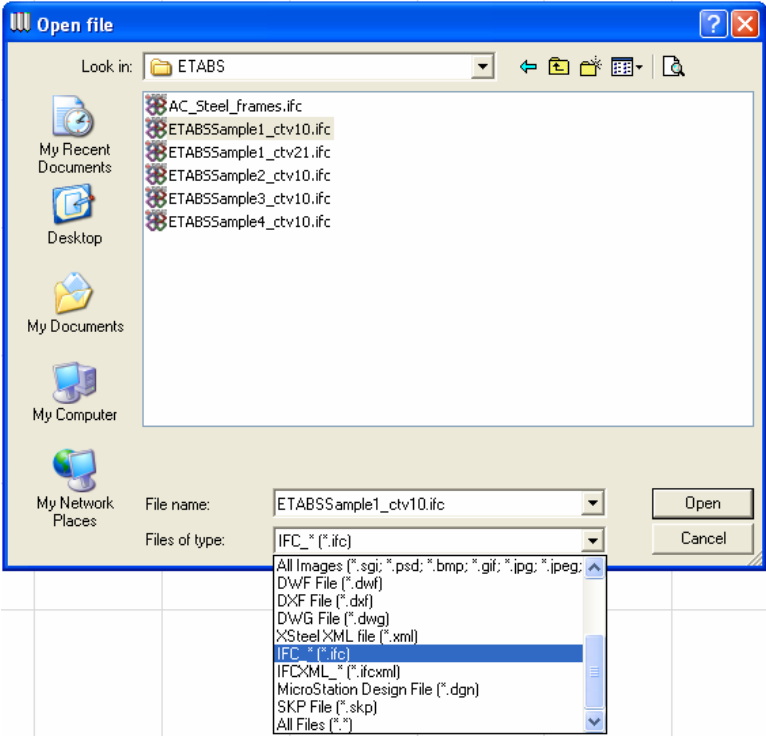 Open file
Look in: ETABS
My Recent
Documents
Desktop
My Documents
My Computer
My Network
Places
AC_Steel_frames.ifc
ETABSSample1_ctv10.ifc
ETABSSample1_ctv21.ifc
ETABSSample2_ctv10.ifc
ETABSSample3_ctv10.ifc
ETABSSample4_ctv10.ifc
File name: ETABSSample1_ctv10.ifc Open
Files of type: IFC_* (*.ifc) Cancel
All Images (*.sgi; *.psd; *.bmp; *.gif; *.jpg; *.jpeg;
DWF File (*.dwf)
DXF File (*.dxf)
DWG File (*.dwg)
XSteel XML file (*.xml)
IFC_* (*.ifc)
IFCXML_* (*.ifcxml)
MicroStation Design File (*.dgn)
SKP File (*.skp)
All Files (*.*)